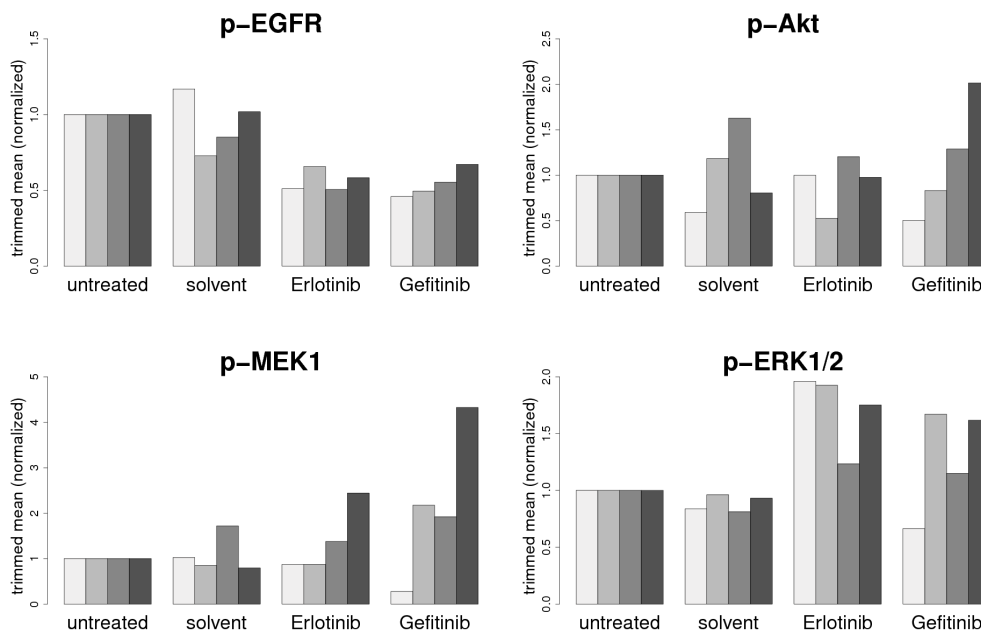 p−EGFR
trimmed mean (normalized)
1.5
1.0
0.5
0.0
untreated solvent Erlotinib Gefitinib
p−Akt
trimmed mean (normalized)
2.5
2.0
1.5
1.0
0.5
0.0
untreated solvent Erlotinib Gefitinib
p−MEK1
trimmed mean (normalized)
5
4
3
2
1
0
untreated solvent Erlotinib Gefitinib
p−ERK1/2
trimmed mean (normalized)
2.0
1.5
1.0
0.5
0.0
untreated solvent Erlotinib Gefitinib